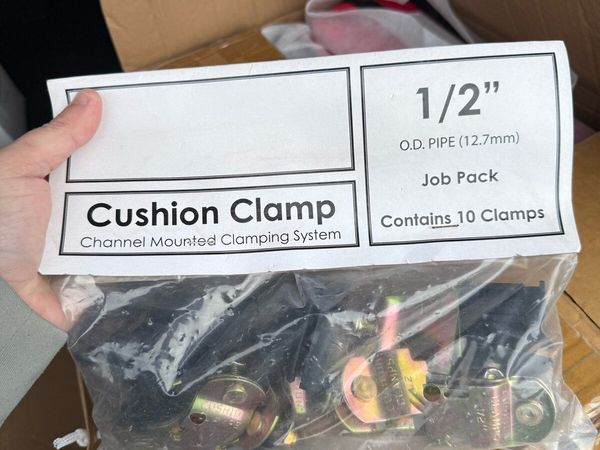 1/2”
O.D. PIPE (12.7mm)
Job Pack
Contains 10 Clamps
Cushion Clamp
Channel Mounted Clamping System